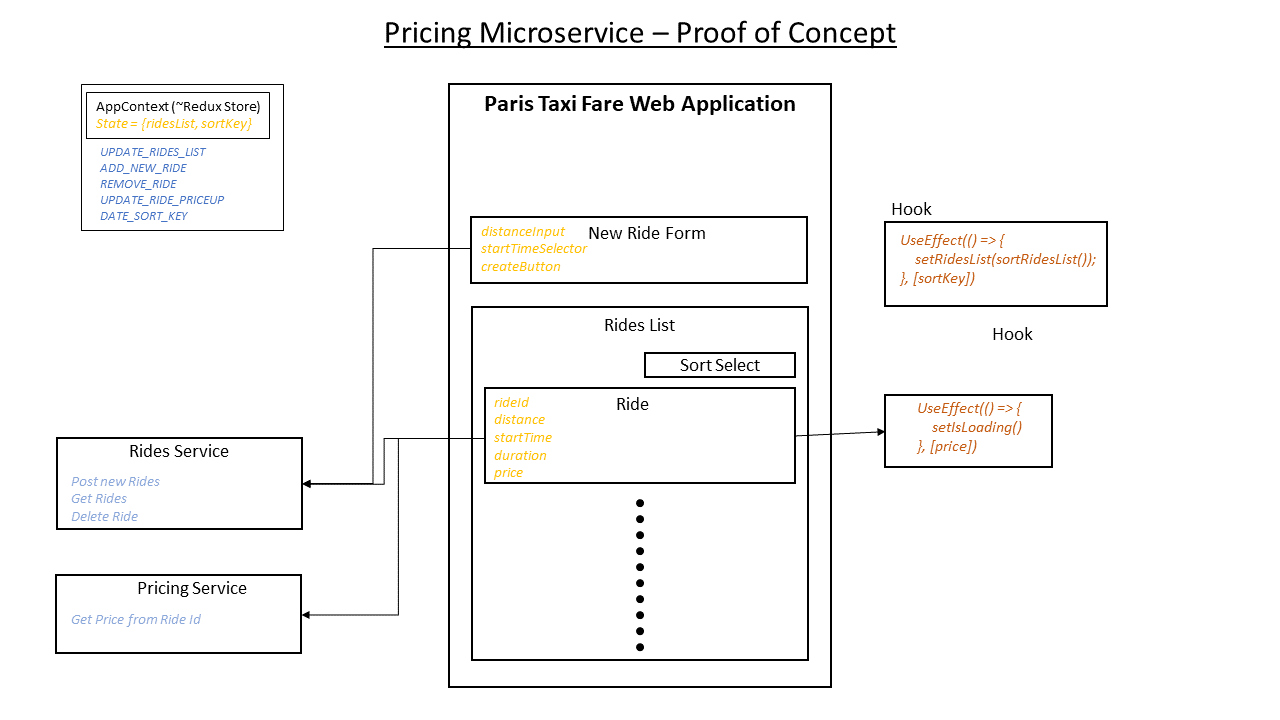 Pricing Microservice – Proof of Concept
AppContext (~Redux Store)
State = {ridesList, sortKey}
UPDATE_RIDES_LIST
ADD_NEW_RIDE
REMOVE_RIDE
UPDATE_RIDE_PRICEUP
DATE_SORT_KEY
Paris Taxi Fare Web Application
New Ride Form
distanceInput
startTimeSelector
createButton
Rides List
Sort Select
Ride
rideId
distance
startTime
duration
price
Hook
UseEffect(() => {
setRidesList(sortRidesList());
}, [sortKey])
Hook
UseEffect(() => {
setIsLoading()
}, [price])
Rides Service
Post new Rides
Get Rides
Delete Ride
Pricing Service
Get Price from Ride Id